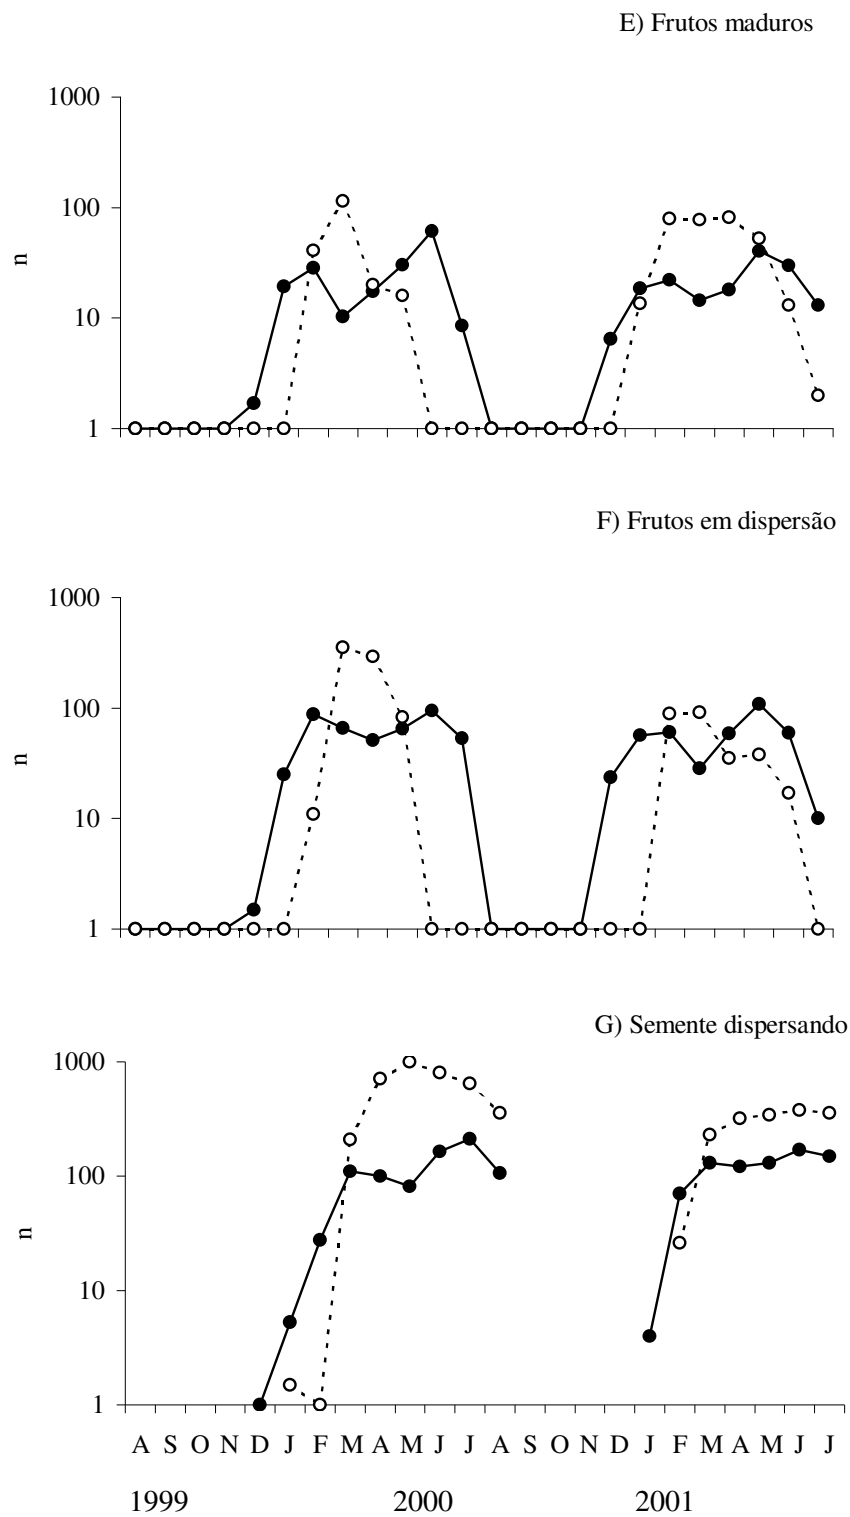 E) Frutos maduros
1000
100
10
1
n
F) Frutos em dispersão
1000
100
10
1
n
G) Semente dispersando
1000
100
10
1
n
A S O N D J F M A M J J A S O N D J F M A M J J
1999 2000 2001